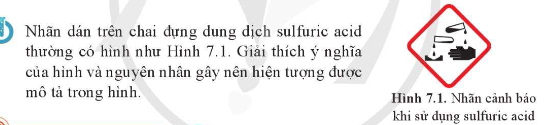 Nhãn dán trên chai đựng dung dịch sulfuric acid
thường có hình như Hình 7.1. Giải thích ý nghĩa
của hình và nguyên nhân gây nên hiện tượng được
mô tả trong hình.
Hình 7.1. Nhãn cảnh báo
khi sử dụng sulfuric acid